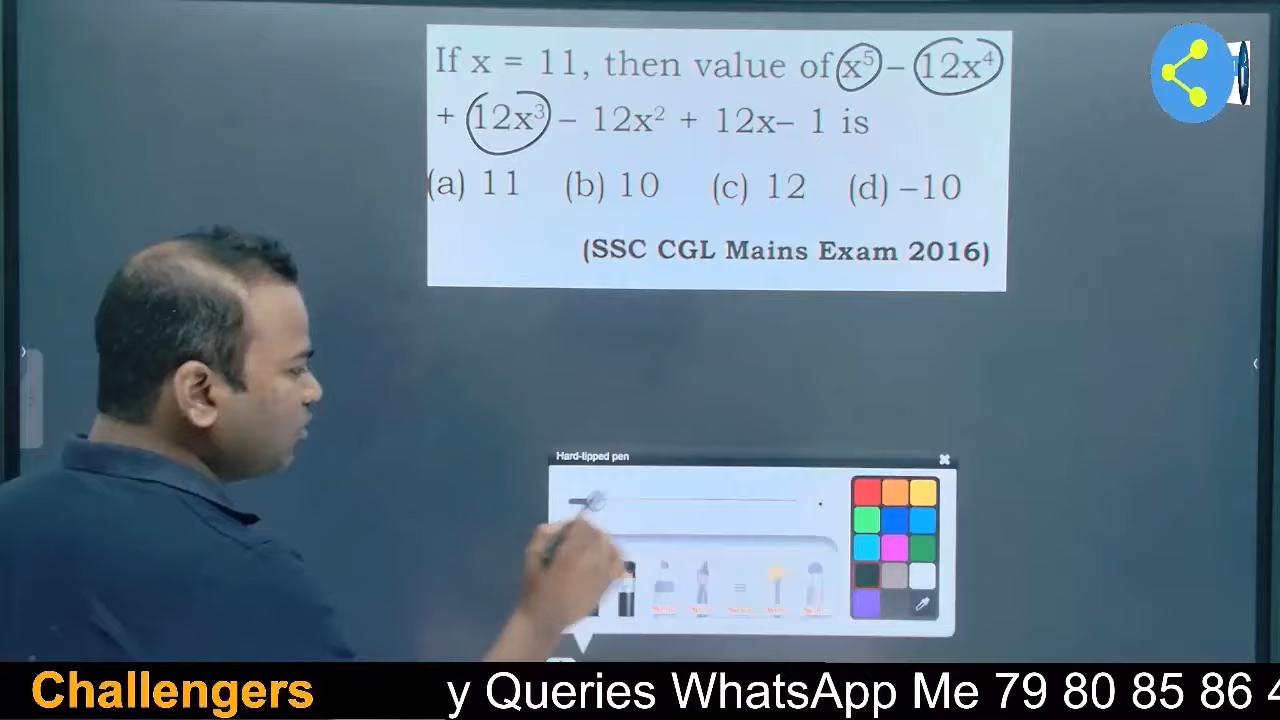 If x = 11, then value of x⁵ – 12x⁴
+ 12x³ – 12x² + 12x– 1 is
(a) 11 (b) 10 (c) 12 (d) –10
(SSC CGL Mains Exam 2016)
Hard-tipped pen
Challengers
y Queries WhatsApp Me 79 80 85 86 4